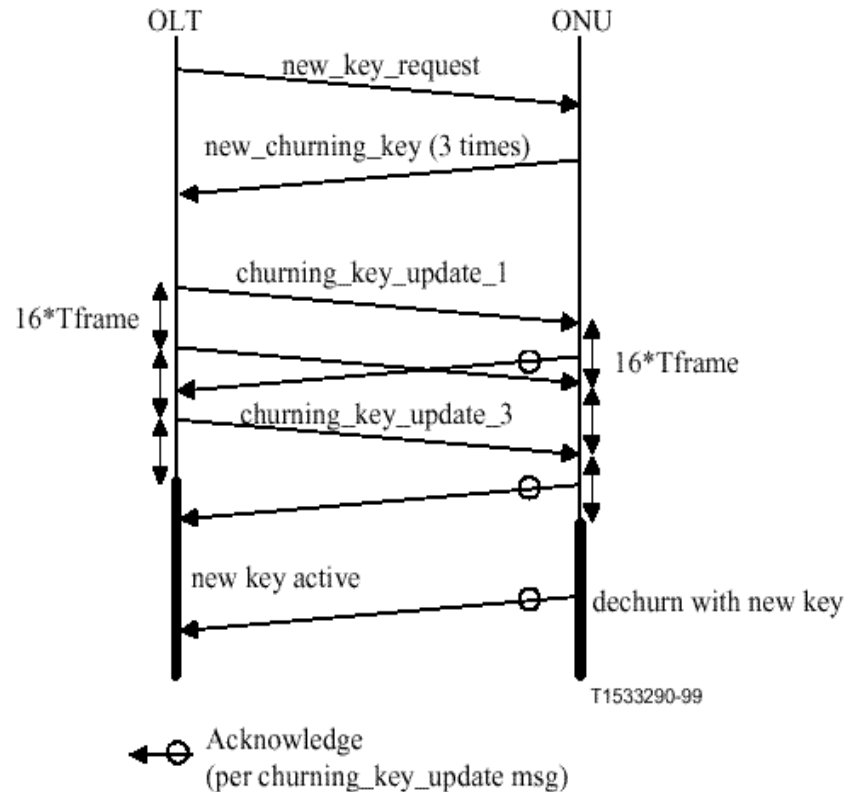 OLT
ONU
new_key_request
new_churning_key (3 times)
churning_key_update_1
16*Tframe
16*Tframe
churning_key_update_3
new key active
dechurn with new key
T1533290-99
Acknowledge
(per churning_key_update msg)